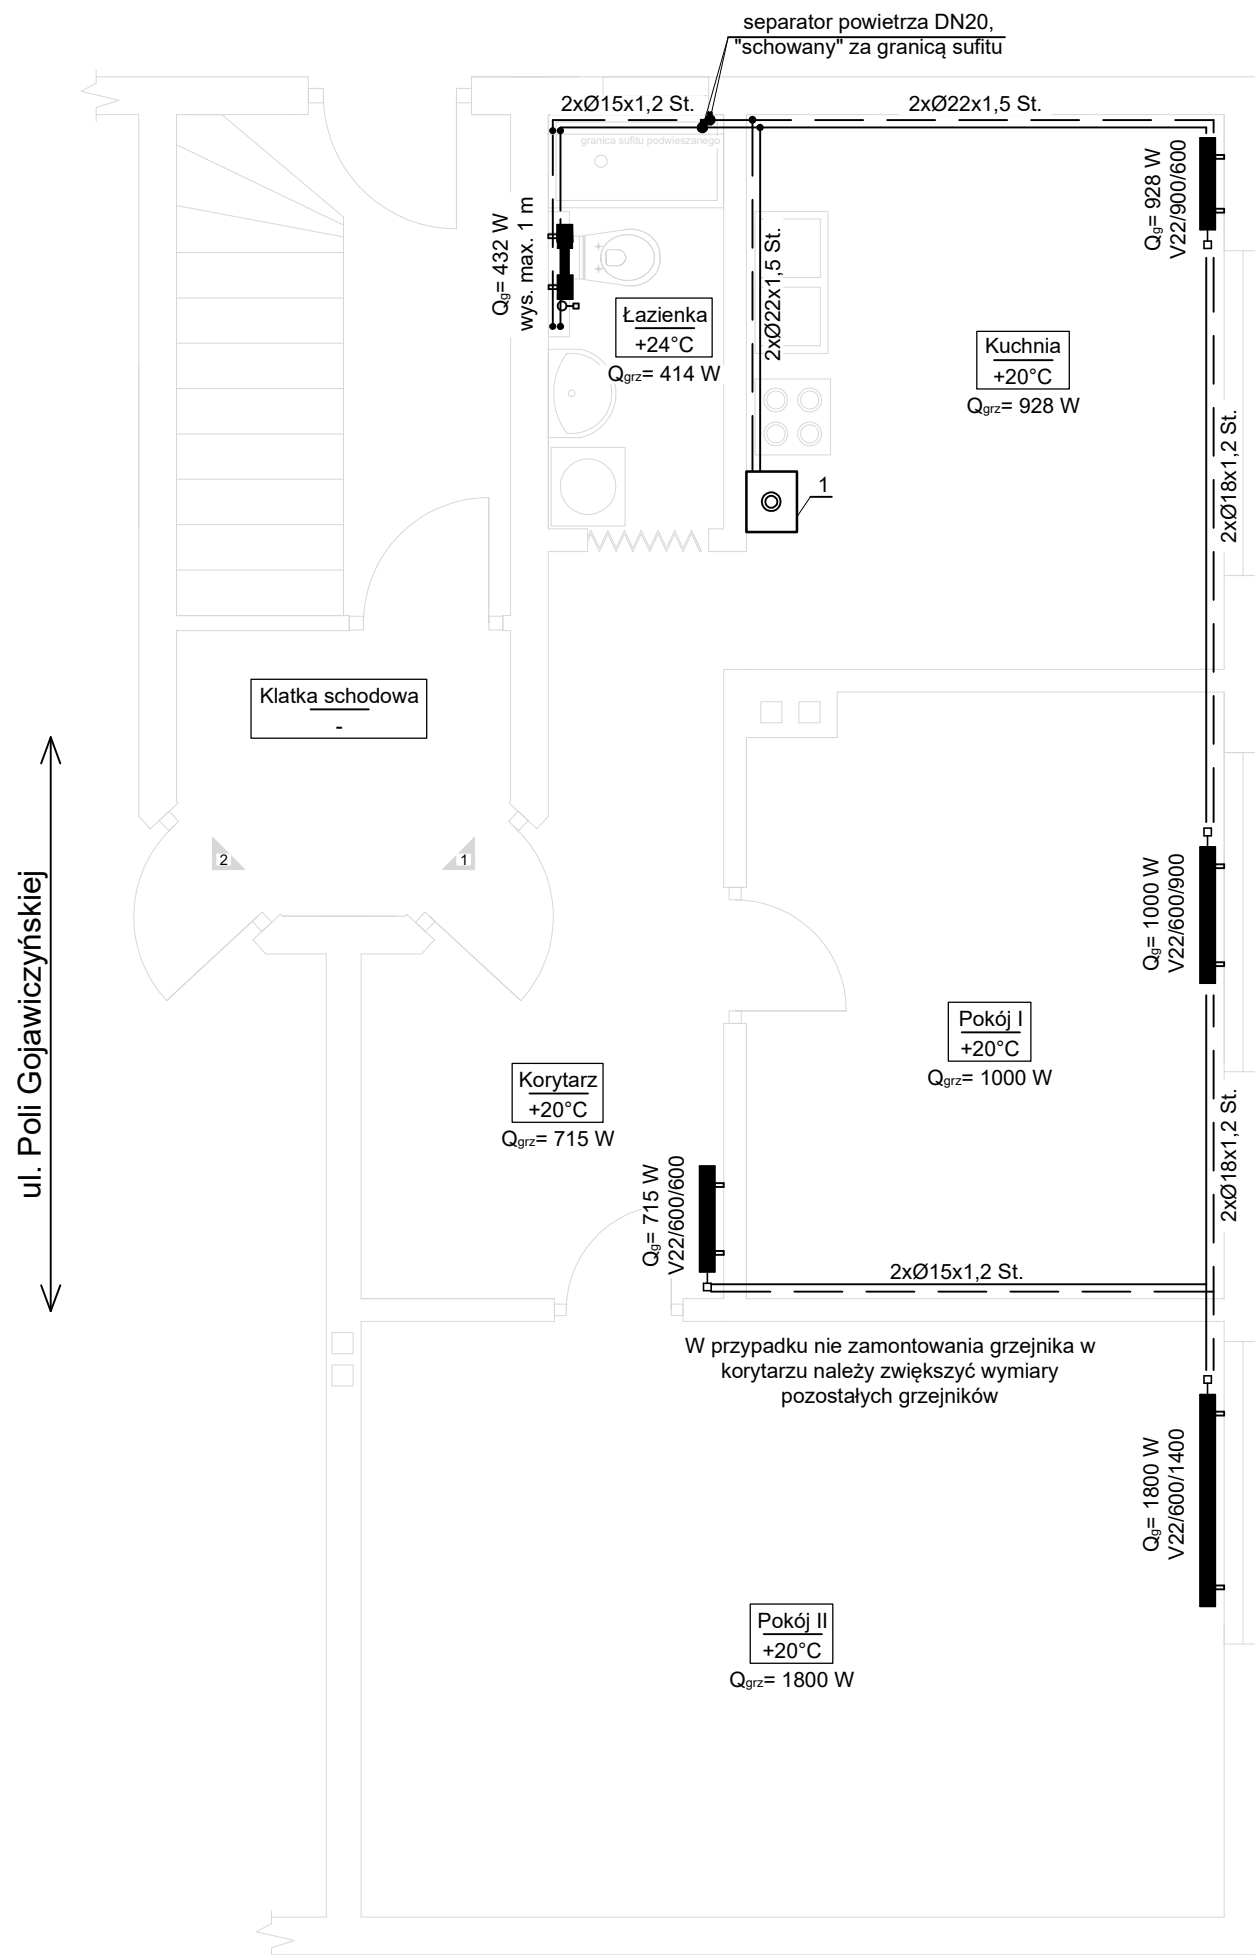 separator powietrza DN20,
"schowany" za granicą sufitu
2xØ15x1,2 St.
2xØ22x1,5 St.
granica sufitu podwieszanego
Qg= 928 W
V22/900/600
Qg= 432 W
wys. max. 1 m
2xØ22x1,5 St.
Łazienka
+24°C
Qgrz= 414 W
Kuchnia
+20°C
Qgrz= 928 W
2xØ18x1,2 St.
1
Klatka schodowa
-
2
1
ul. Poli Gojawiczyńskiej
Qg= 1000 W
V22/600/900
Pokój I
+20°C
Qgrz= 1000 W
Korytarz
+20°C
Qgrz= 715 W
2xØ18x1,2 St.
Qg= 715 W
V22/600/600
2xØ15x1,2 St.
W przypadku nie zamontowania grzejnika w
korytarzu należy zwiększyć wymiary
pozostałych grzejników
Qg= 1800 W
V22/600/1400
Pokój II
+20°C
Qgrz= 1800 W